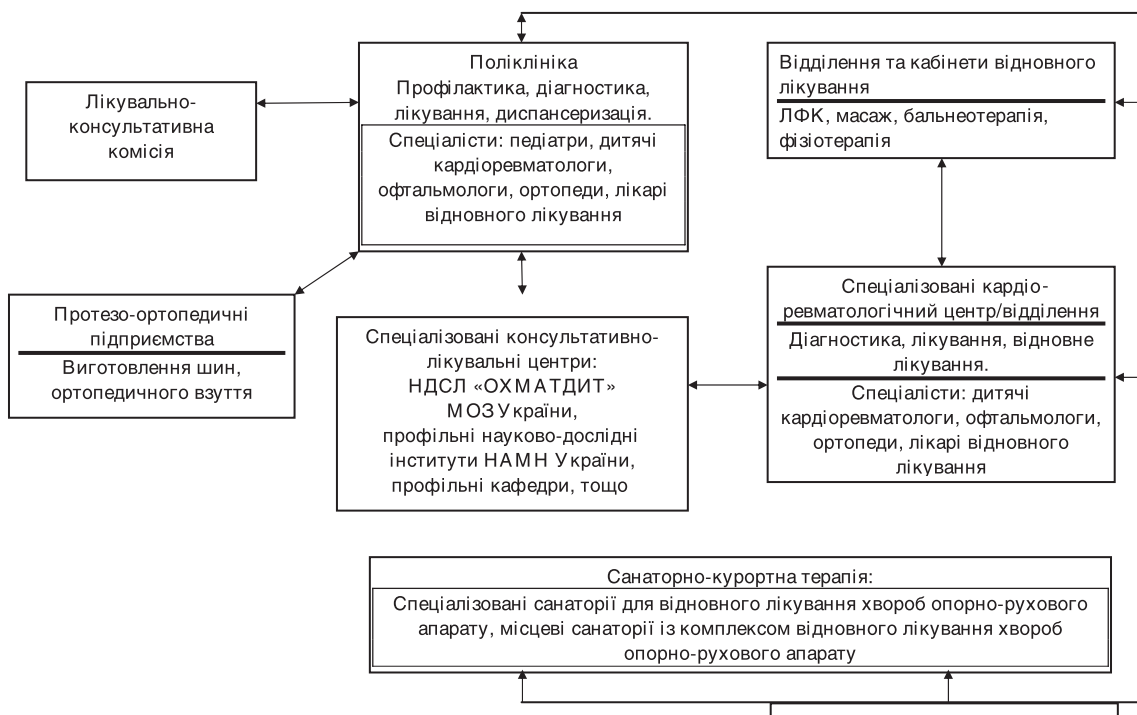 Поліклініка
Профілактика, діагностика,
лікування, диспансеризація.
Спеціалісти: педіатри, дитячі
кардіоревматологи,
офтальмологи, ортопеди, лікарі
відновного лікування
Відділення та кабінети відновного
лікування
ЛФК, масаж, бальнеотерапія,
фізіотерапія
Лікувально-
консультативна
комісія
Протезо-ортопедичні
підприємства
Виготовлення шин,
ортопедичного взуття
Спеціалізовані консультативно-
лікувальні центри:
НДСЛ «ОХМАТДИТ»
МОЗ України,
профільні науково-дослідні
інститути НАМН України,
профільні кафедри, тощо
Спеціалізовані кардіо-
ревматологічний центр/відділення
Діагностика, лікування, відновне
лікування.
Спеціалісти: дитячі
кардіоревматологи, офтальмологи,
ортопеди, лікарі відновного
лікування
Санаторно-курортна терапія:
Спеціалізовані санаторії для відновного лікування хвороб опорно-рухового
апарату, місцеві санаторії із комплексом відновного лікування хвороб
опорно-рухового апарату